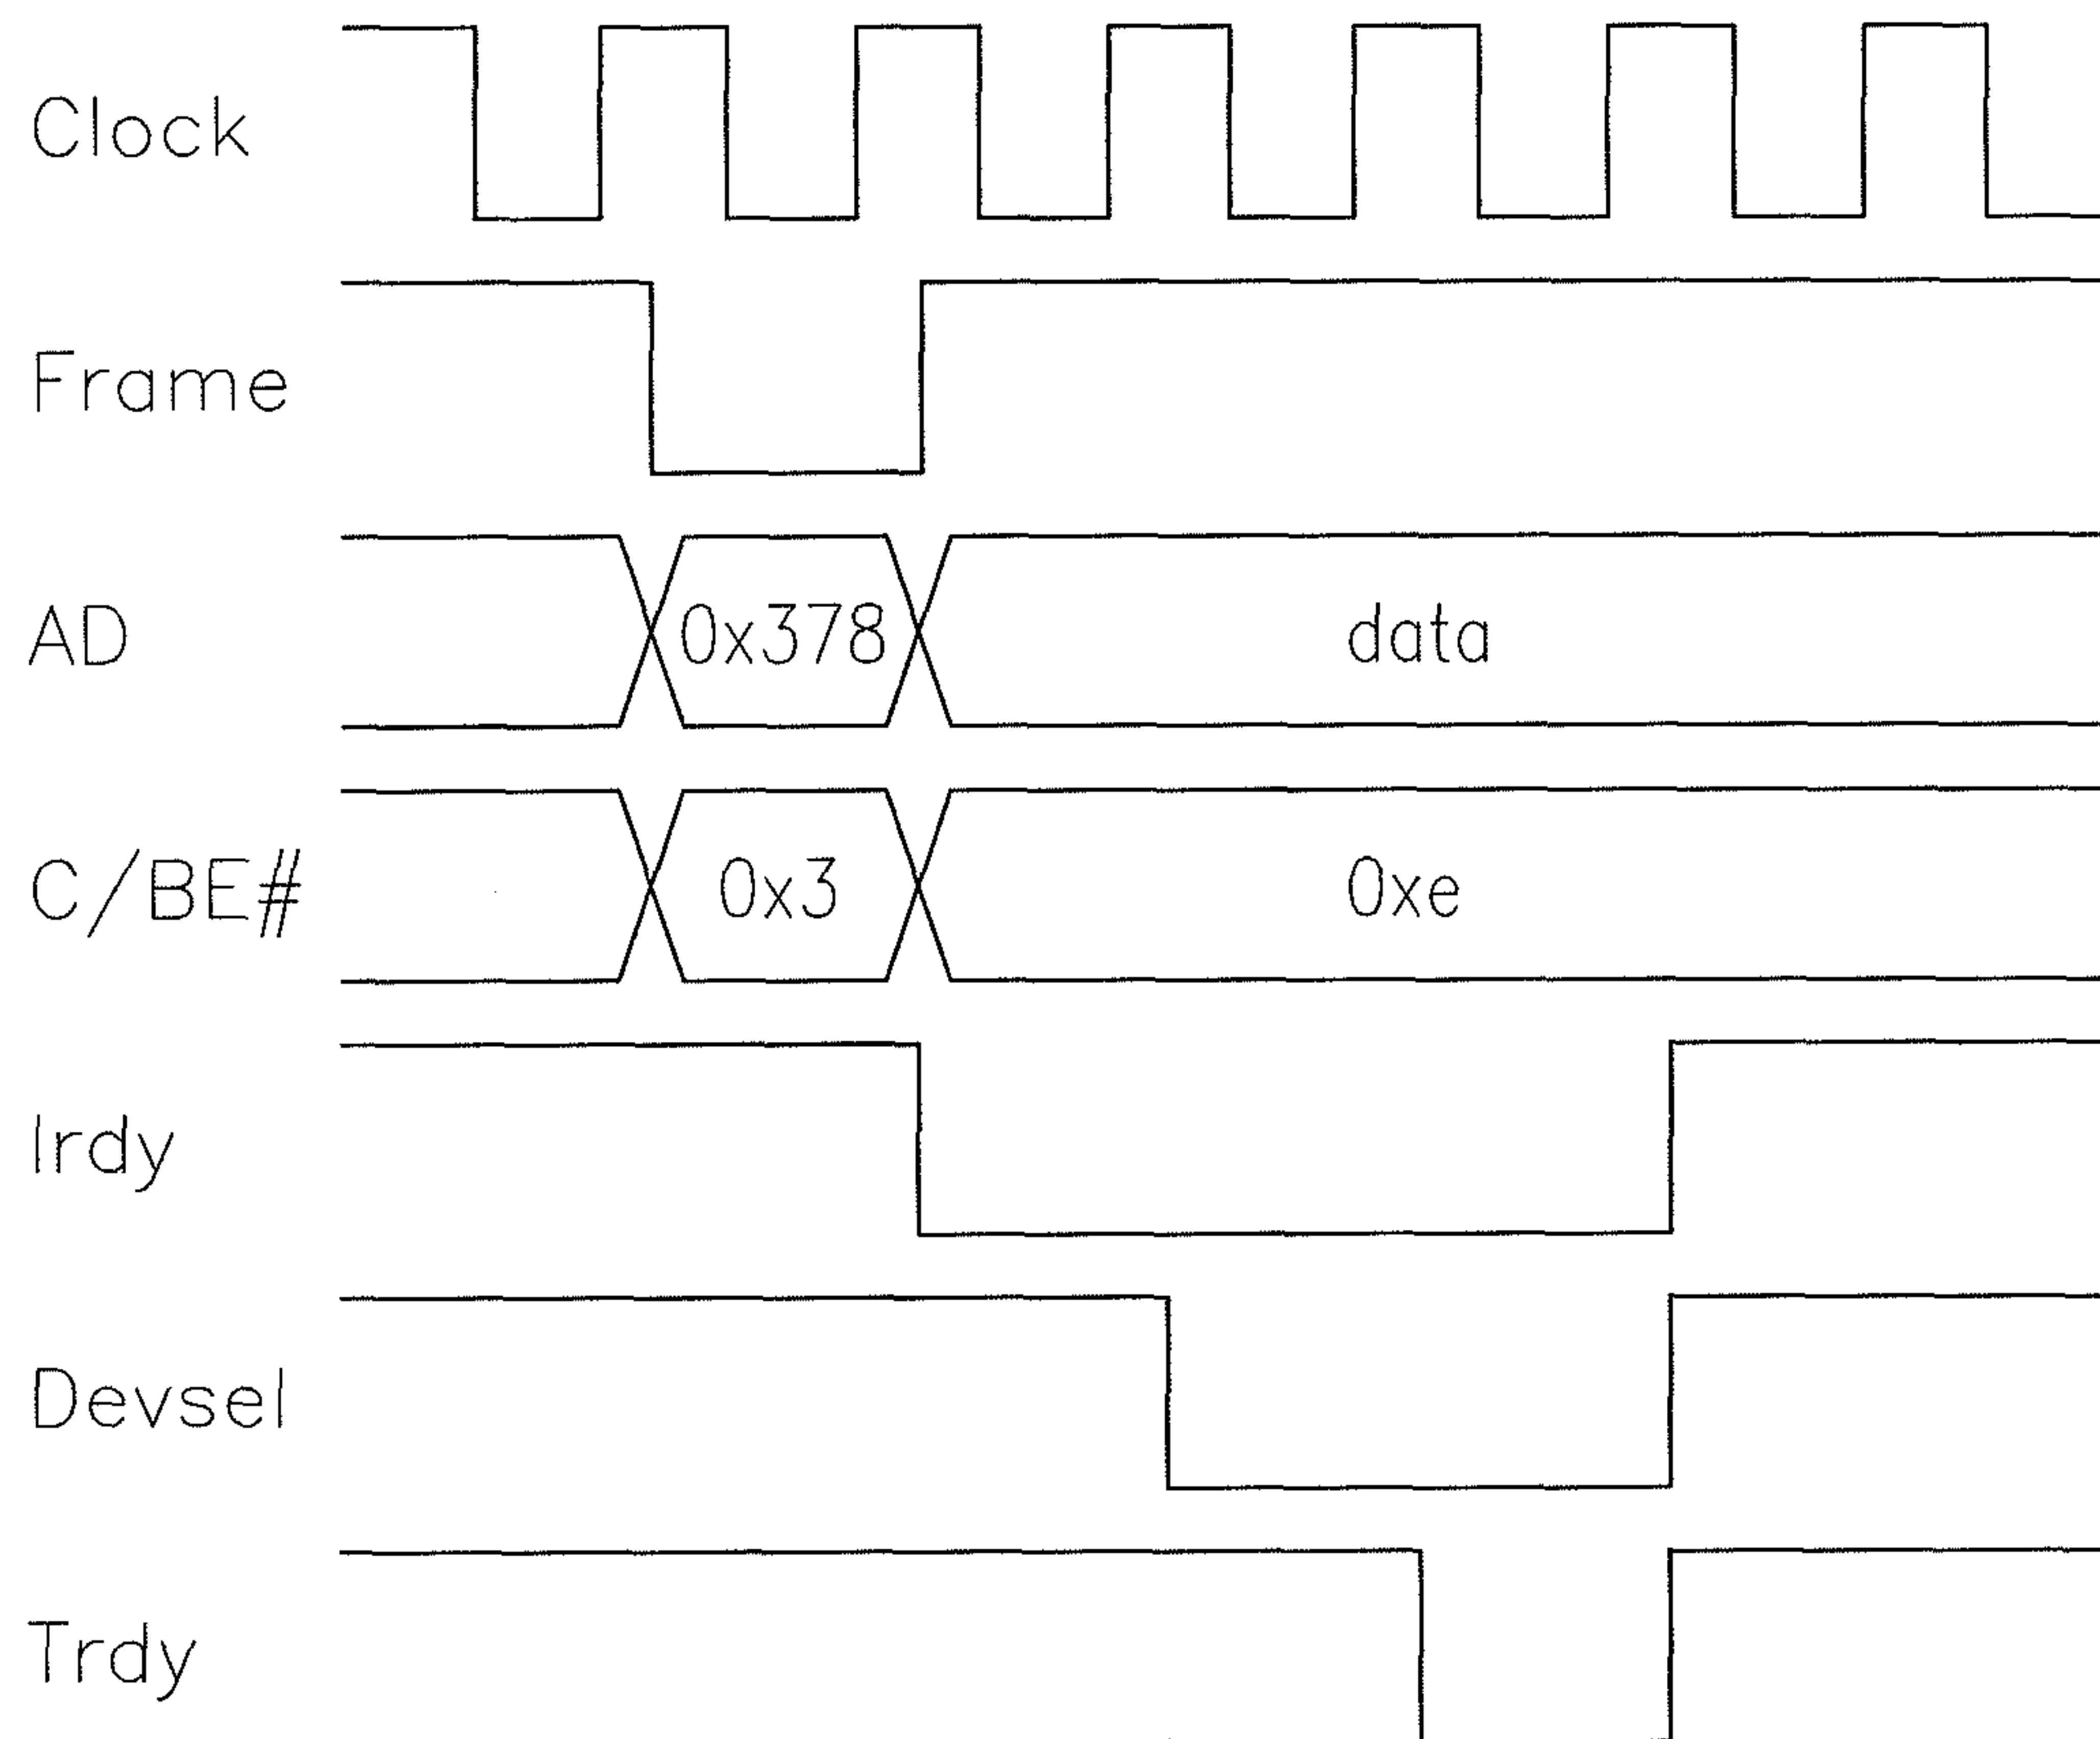 Clock
Frame
AD 0x378 data
C/BE# 0x3 0xe
Irdy
Devsel
Trdy